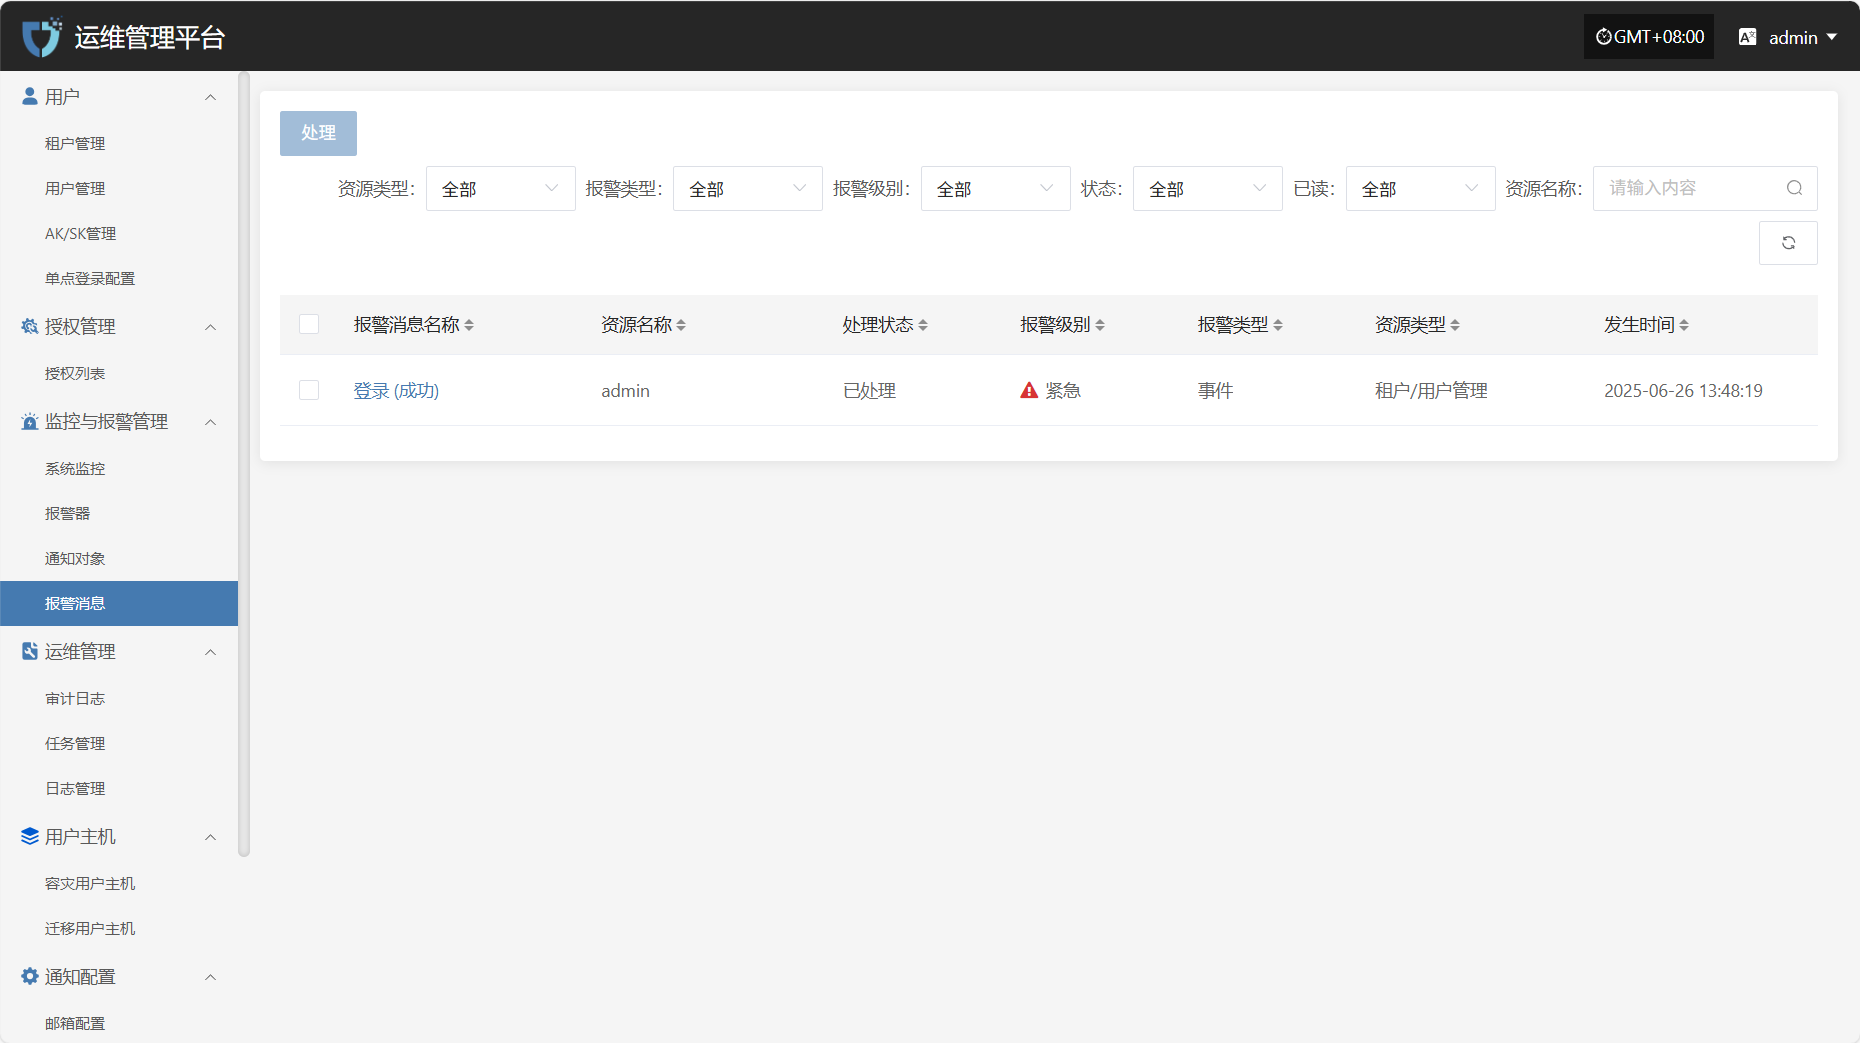 运维管理平台
GMT+08:00
admin
用户
租户管理
用户管理
AK/SK管理
单点登录配置
授权管理
授权列表
监控与报警管理
系统监控
报警器
通知对象
报警消息
运维管理
审计日志
任务管理
日志管理
用户主机
容灾用户主机
迁移用户主机
通知配置
邮箱配置
处理
资源类型: 全部 报警类型: 全部 报警级别: 全部 状态: 全部 已读: 全部 资源名称: 请输入内容
报警消息名称 资源名称 处理状态 报警级别 报警类型 资源类型 发生时间
登录 (成功) admin 已处理 紧急 事件 租户/用户管理 2025-06-26 13:48:19